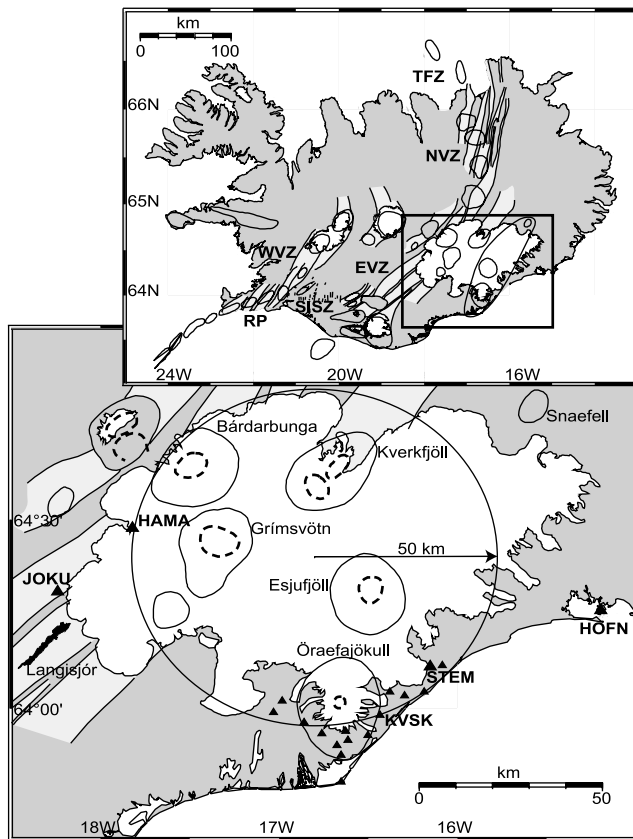 km
0 100
TFZ
66N
NVZ
65N
WVZ
EVZ
64N
SISZ
RP
24W 20W 16W
Snaefell
Bárdarbunga
Kverkfjöll
64°30'
HAMA
Grímsvötn
50 km
JOKU
Esjufjöll
HOFN
Langisjór
Öraefajökull
STEM
64°00'
KVSK
km
0 50
18W 17W 16W